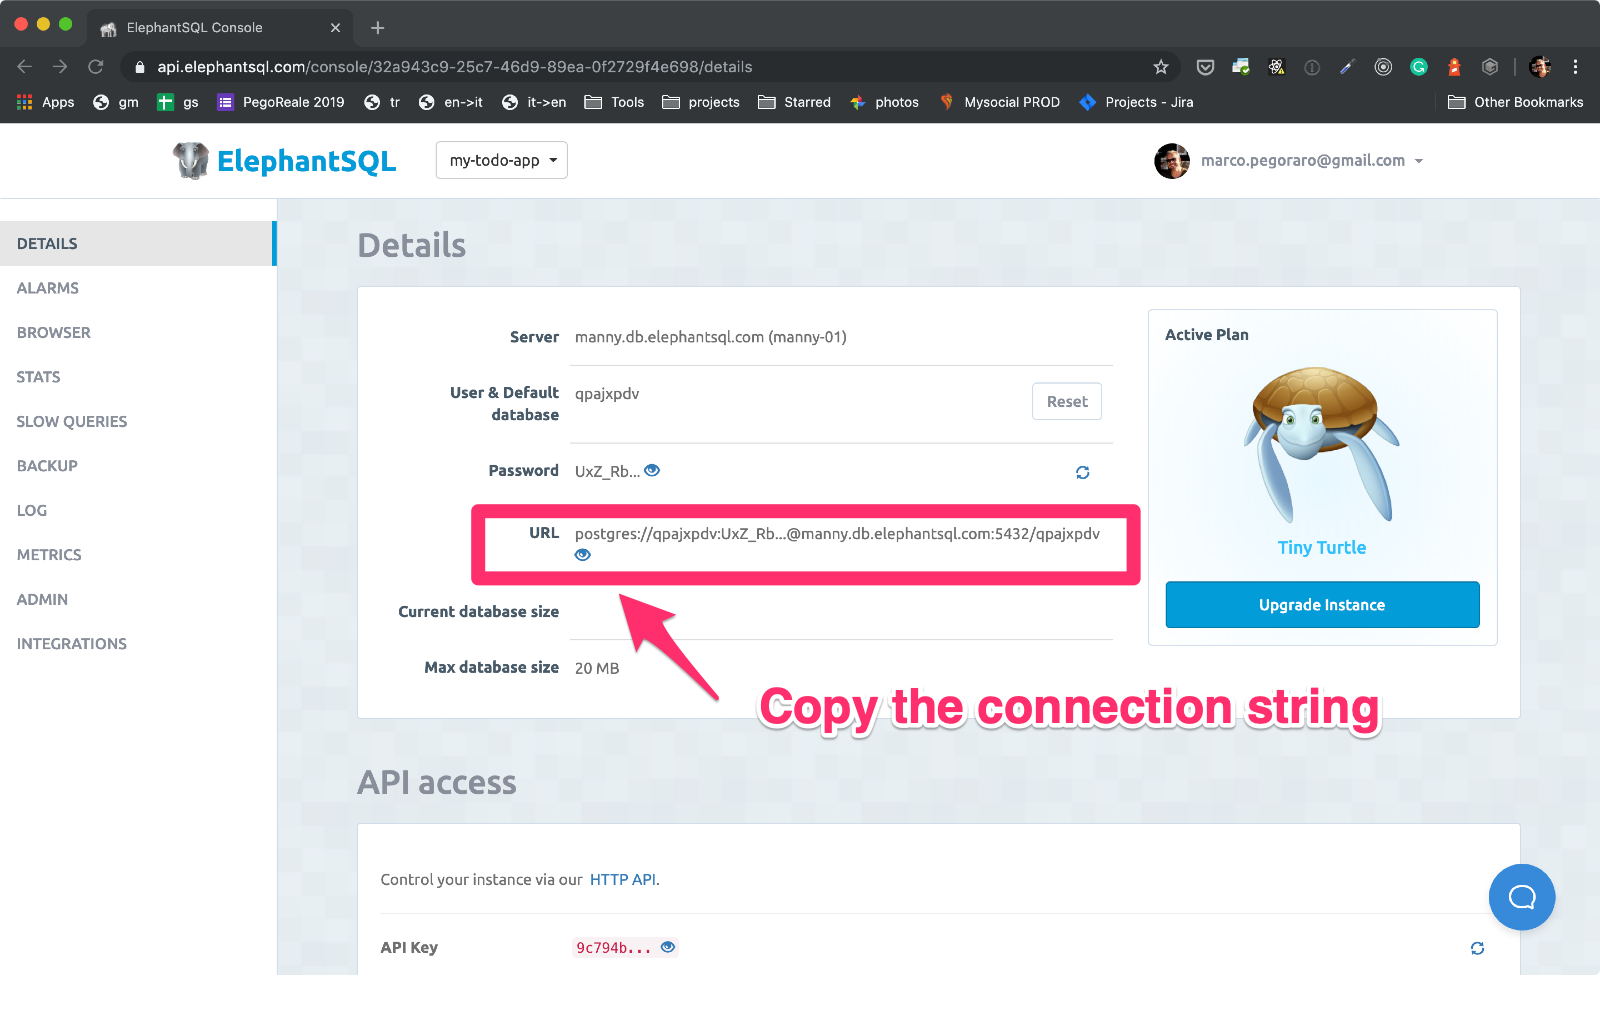 ElephantSQL Console
api.elephantsql.com/console/32a943c9-25c7-46d9-89ea-0f2729f4e698/details
Apps gm gs PegoReale 2019 tr en->it it->en Tools projects Starred photos Mysocial PROD Projects - Jira Other Bookmarks
ElephantSQL my-todo-app marco.pegoraro@gmail.com
DETAILS
ALARMS
BROWSER
STATS
SLOW QUERIES
BACKUP
LOG
METRICS
ADMIN
INTEGRATIONS
Details
Server manny.db.elephantsql.com (manny-01)
User & Default
database
qpajxpdv
Reset
Password UxZ_Rb...
URL postgres://qpajxpdv:UxZ_Rb...@manny.db.elephantsql.com:5432/qpajxpdv
Current database size
Max database size 20 MB
Active Plan
Tiny Turtle
Upgrade Instance
Copy the connection string
API access
Control your instance via our HTTP API.
API Key 9c794b...